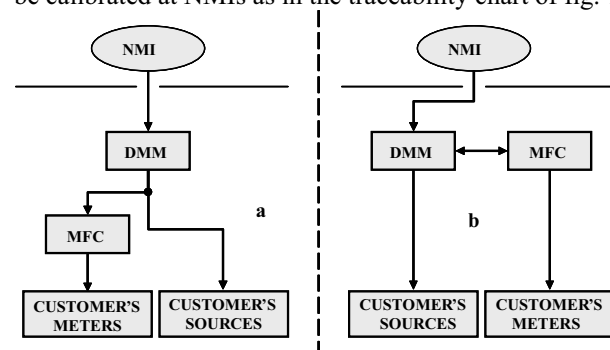 be calibrated at NMIs as in the traceability chart of fig.
NMI
DMM
MFC
a
CUSTOMER'S
METERS
CUSTOMER'S
SOURCES
NMI
DMM
MFC
b
CUSTOMER'S
SOURCES
CUSTOMER'S
METERS